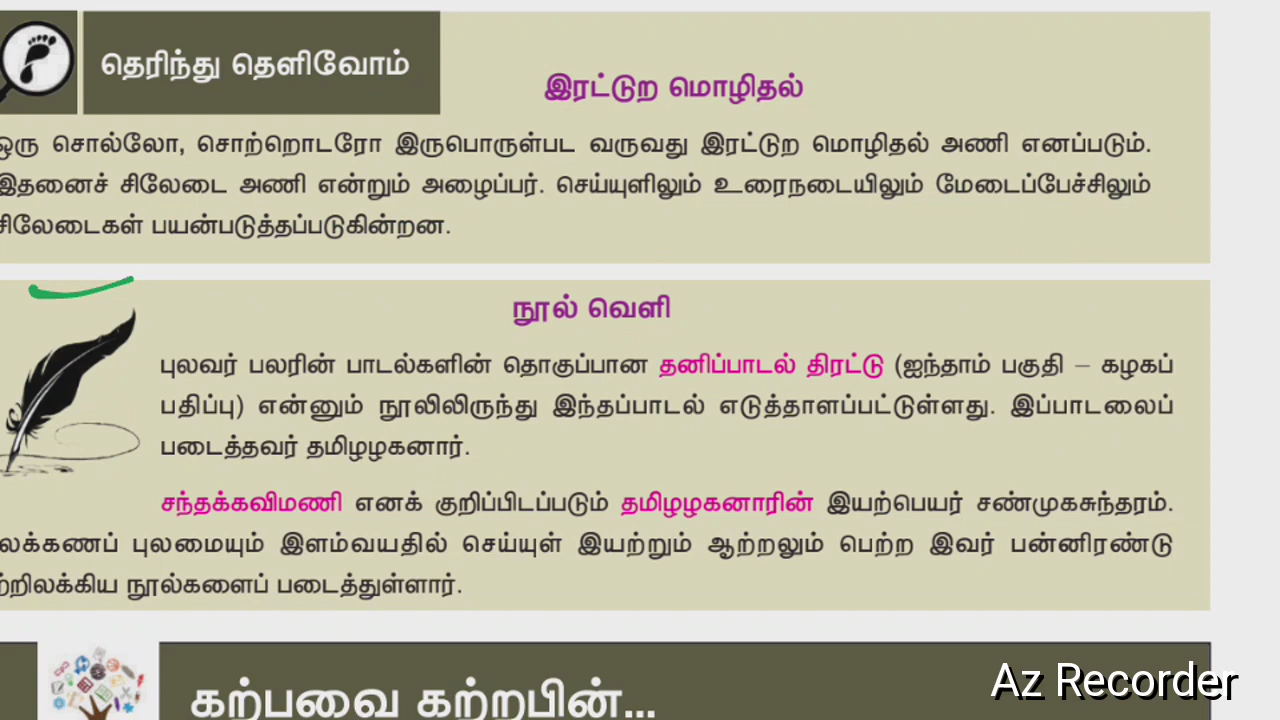 தெரிந்து தெளிவோம்
இரட்டுற மொழிதல்
ஒரு சொல்லோ, சொற்றொடரோ இருபொருள்பட வருவது இரட்டுற மொழிதல் அணி எனப்படும்.
இதனைச் சிலேடை அணி என்றும் அழைப்பர். செய்யுளிலும் உரைநடையிலும் மேடைப்பேச்சிலும்
சிலேடைகள் பயன்படுத்தப்படுகின்றன.
நூல் வெளி
புலவர் பலரின் பாடல்களின் தொகுப்பான தனிப்பாடல் திரட்டு (ஐந்தாம் பகுதி – கழகப்
பதிப்பு) என்னும் நூலிலிருந்து இந்தப்பாடல் எடுத்தாளப்பட்டுள்ளது. இப்பாடலைப்
படைத்தவர் தமிழழகனார்.
சந்தக்கவிமணி எனக் குறிப்பிடப்படும் தமிழழகனாரின் இயற்பெயர் சண்முகசுந்தரம்.
லக்கணப் புலமையும் இளம்வயதில் செய்யுள் இயற்றும் ஆற்றலும் பெற்ற இவர் பன்னிரண்டு
ற்றிலக்கிய நூல்களைப் படைத்துள்ளார்.
கற்பவை கற்றபின்...
Az Recorder